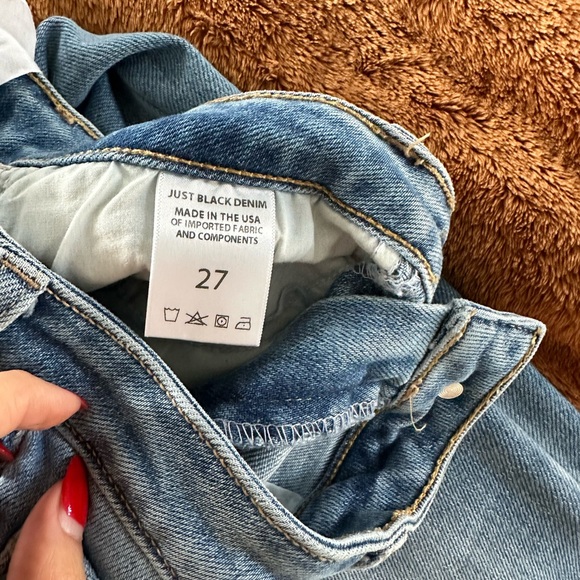 JUST BLACK DENIM
MADE IN THE USA
OF IMPORTED FABRIC
AND COMPONENTS
27